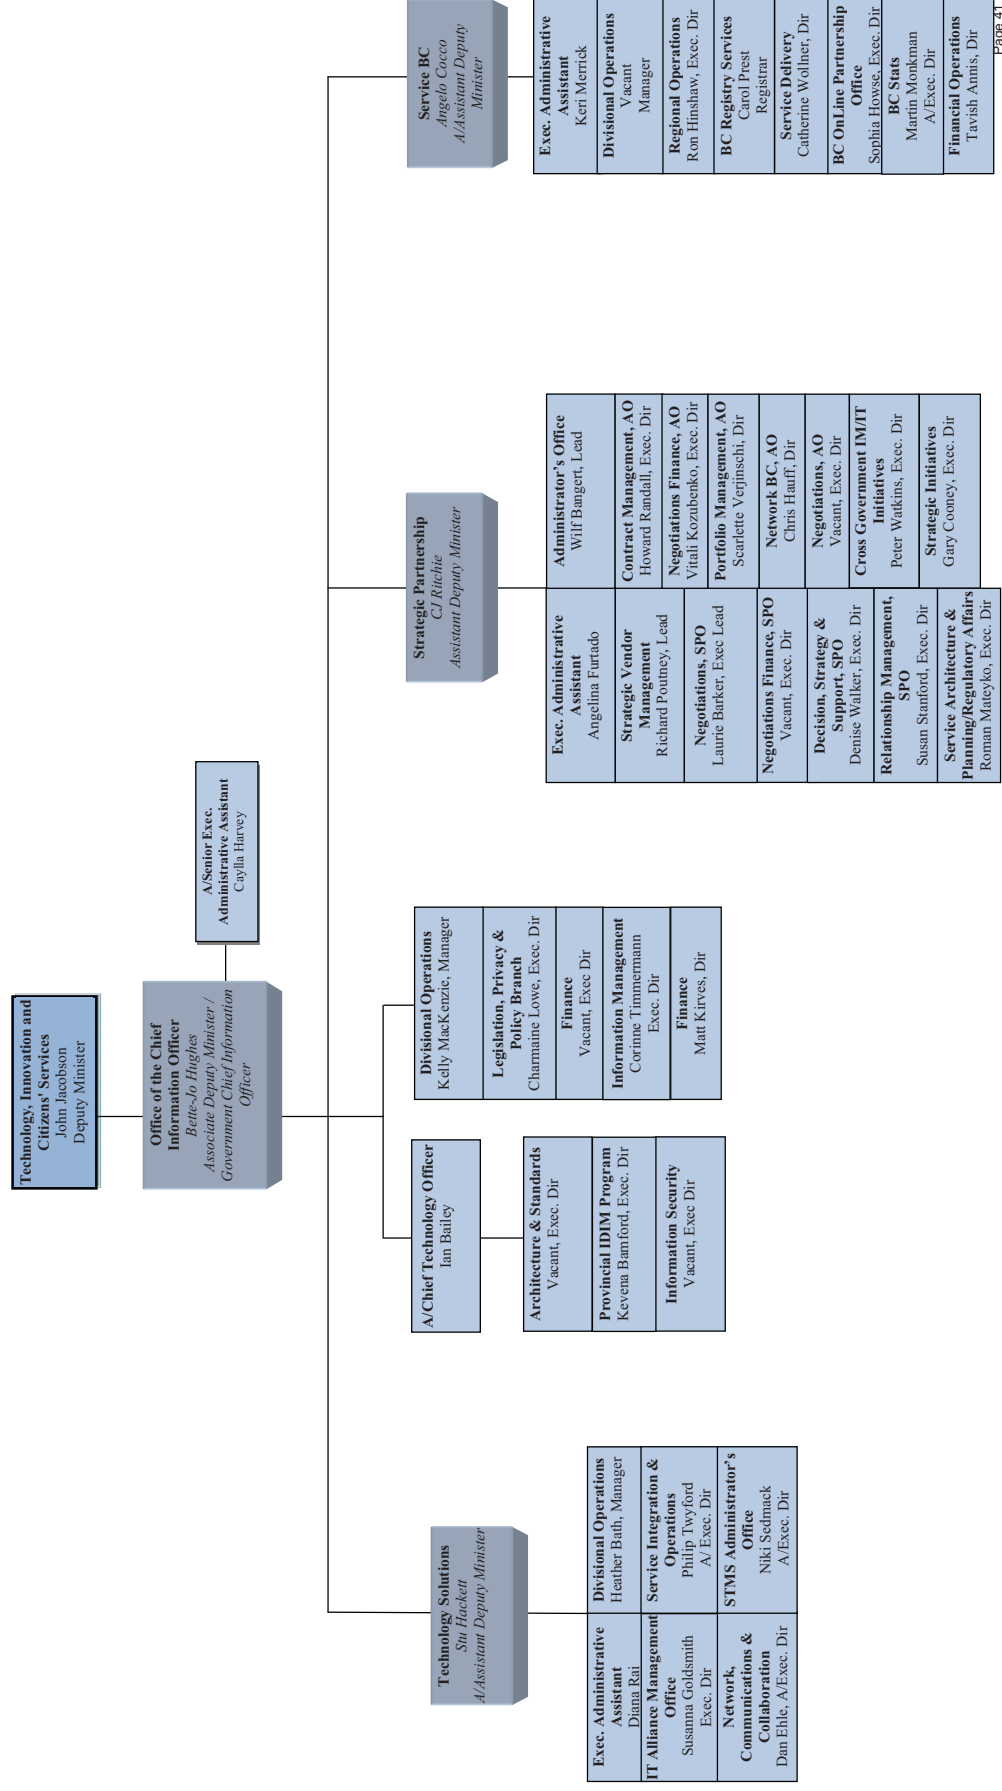 Technology, Innovation and
Citizens' Services
John Jacobson
Deputy Minister
Office of the Chief
Information Officer
Bette-Jo Hughes
Associate Deputy Minister /
Government Chief Information
Officer
A/Senior Exec.
Administrative Assistant
Caylla Harvey
Technology Solutions
Stu Hackett
A/Assistant Deputy Minister
Exec. Administrative
Assistant
Diana Rai
IT Alliance Management
Office
Susanna Goldsmith
Exec. Dir
Network,
Communications &
Collaboration
Dan Ehle, A/Exec. Dir
Divisional Operations
Heather Bath, Manager
Service Integration &
Operations
Philip Twyford
A/ Exec. Dir
STMS Administrator's
Office
Niki Sedmack
A/Exec. Dir
A/Chief Technology Officer
Ian Bailey
Architecture & Standards
Vacant, Exec. Dir
Provincial IDIM Program
Kevena Bamford, Exec. Dir
Information Security
Vacant, Exec Dir
Divisional Operations
Kelly MacKenzie, Manager
Legislation, Privacy &
Policy Branch
Charmaine Lowe, Exec. Dir
Finance
Vacant, Exec Dir
Information Management
Corinne Timmermann
Exec. Dir
Finance
Matt Kirves, Dir
Strategic Partnership
CJ Ritchie
Assistant Deputy Minister
Exec. Administrative
Assistant
Angelina Furtado
Strategic Vendor
Management
Richard Poutney, Lead
Negotiations, SPO
Laurie Barker, Exec Lead
Negotiations Finance, SPO
Vacant, Exec. Dir
Decision, Strategy &
Support, SPO
Denise Walker, Exec. Dir
Relationship Management,
SPO
Susan Stanford, Exec. Dir
Service Architecture &
Planning/Regulatory Affairs
Roman Mateyko, Exec. Dir
Administrator's Office
Wilf Bangert, Lead
Contract Management, AO
Howard Randall, Exec. Dir
Negotiations Finance, AO
Vitali Kozubenko, Exec. Dir
Portfolio Management, AO
Scarlette Verjinschi, Dir
Network BC, AO
Chris Hauff, Dir
Negotiations, AO
Vacant, Exec. Dir
Cross Government IM/IT
Initiatives
Peter Watkins, Exec. Dir
Strategic Initiatives
Gary Cooney, Exec. Dir
Service BC
Angelo Cocco
A/Assistant Deputy
Minister
Exec. Administrative
Assistant
Keri Merrick
Divisional Operations
Vacant
Manager
Regional Operations
Ron Hinshaw, Exec. Dir
BC Registry Services
Carol Prest
Registrar
Service Delivery
Catherine Wollner, Dir
BC OnLine Partnership
Office
Sophia Howse, Exec. Dir
BC Stats
Martin Monkman
A/Exec. Dir
Financial Operations
Tavish Annis, Dir
Page 41